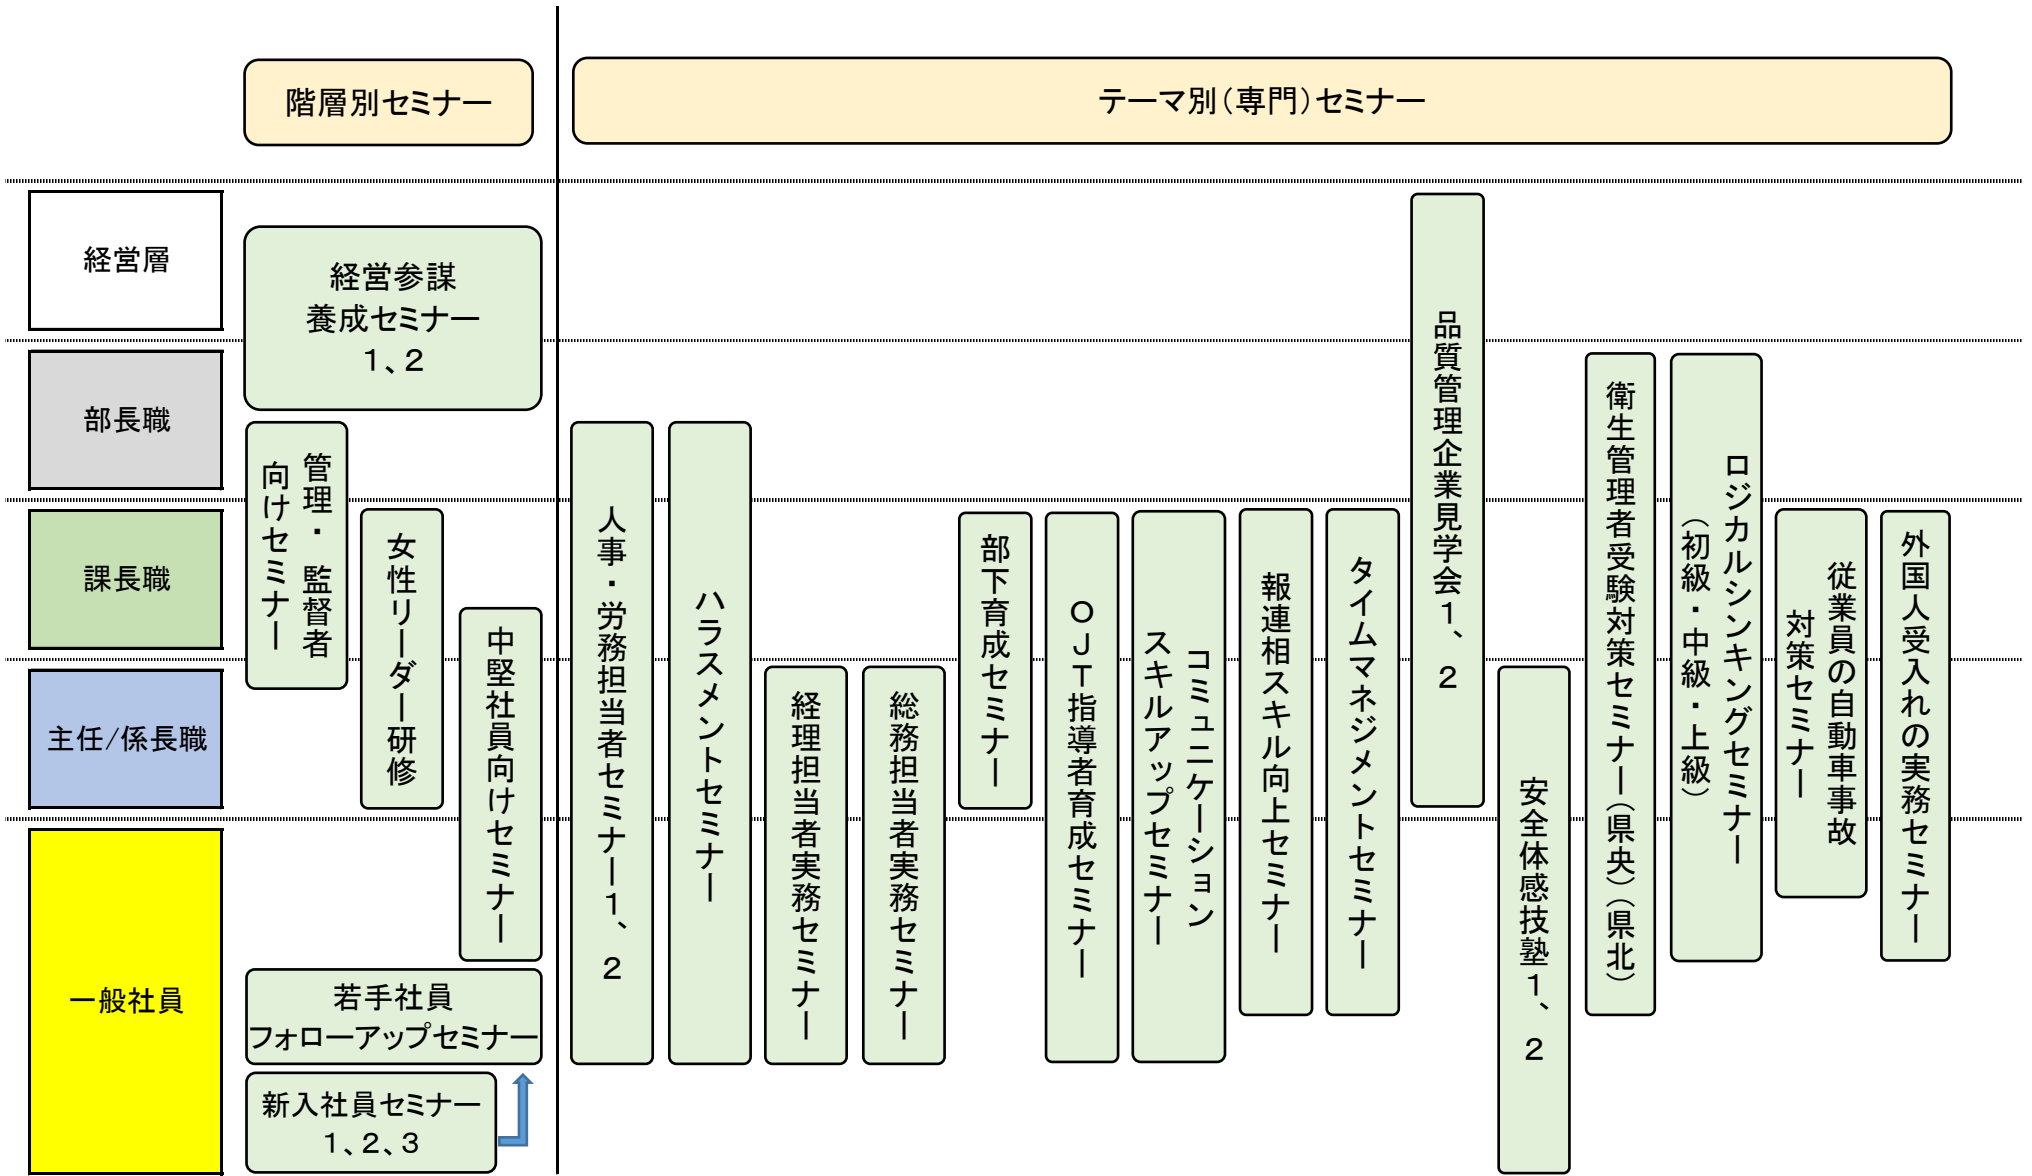 階層別セミナー
テーマ別（専門）セミナー
経営層
部長職
課長職
主任/係長職
一般社員
経営参謀
養成セミナー
１、２
管理・監督者
向けセミナー
女性リーダー研修
中堅社員向けセミナー
若手社員
フォローアップセミナー
新入社員セミナー
１、２、３
人事・労務担当者セミナー１、２
ハラスメントセミナー
経理担当者実務セミナー
総務担当者実務セミナー
部下育成セミナー
ＯＪＴ指導者育成セミナー
コミュニケーション
スキルアップセミナー
報連相スキル向上セミナー
タイムマネジメントセミナー
品質管理企業見学会１、２
安全体感技塾１、２
衛生管理者受験対策セミナー（県央）（県北）
ロジカルシンキングセミナー
（初級・中級・上級）
従業員の自動車事故
対策セミナー
外国人受入れの実務セミナー